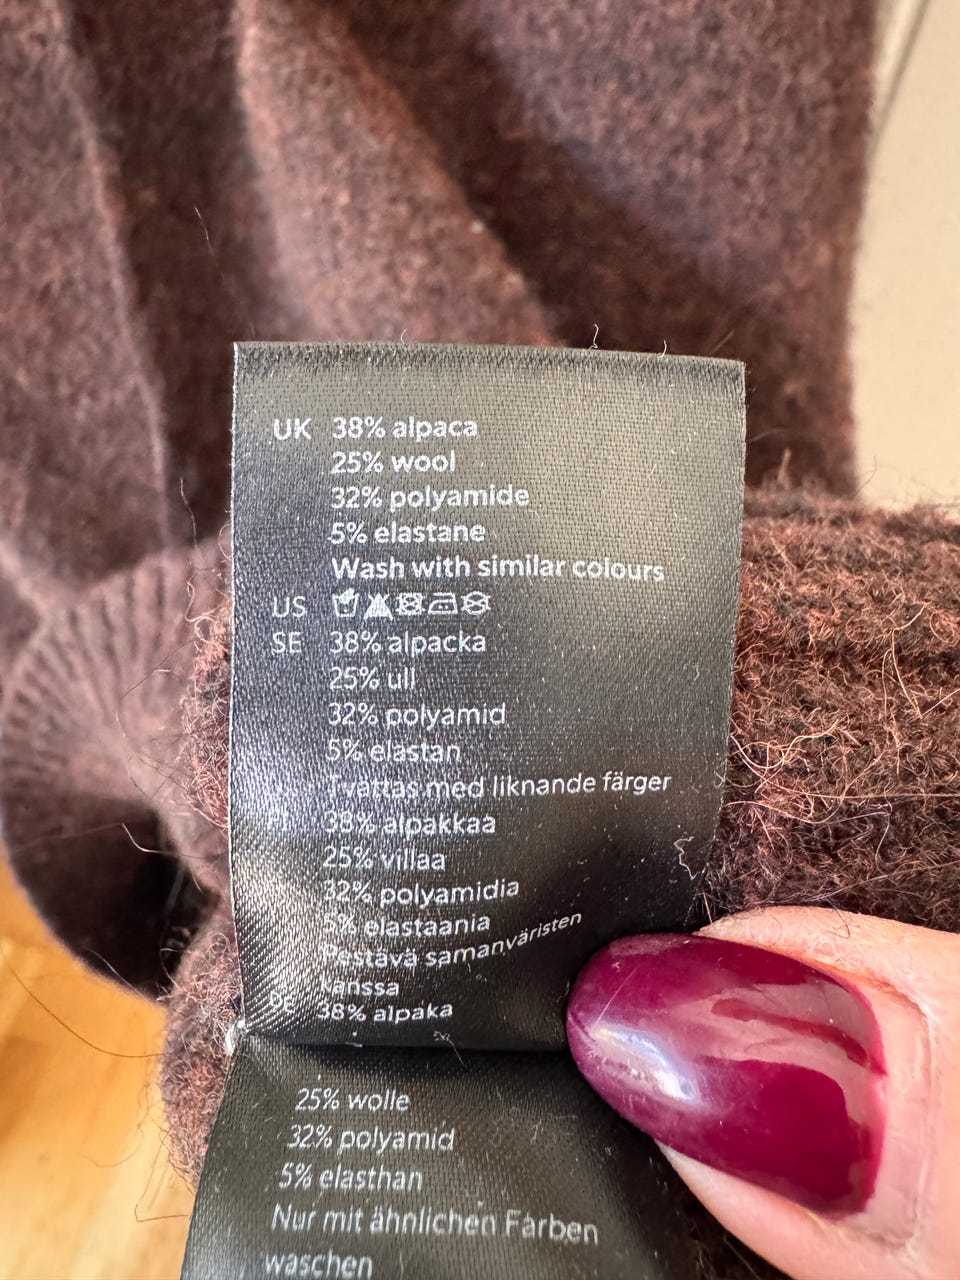 UK 38% alpaca
25% wool
32% polyamide
5% elastane
Wash with similar colours
US
SE 38% alpacka
25% ull
32% polyamid
5% elastan
Tvättas med liknande färger
FI 38% alpakkaa
25% villaa
32% polyamidia
5% elastaania
Pestävä samanväristen
kanssa
DE 38% alpaka
25% wolle
32% polyamid
5% elasthan
Nur mit ähnlichen Farben
waschen